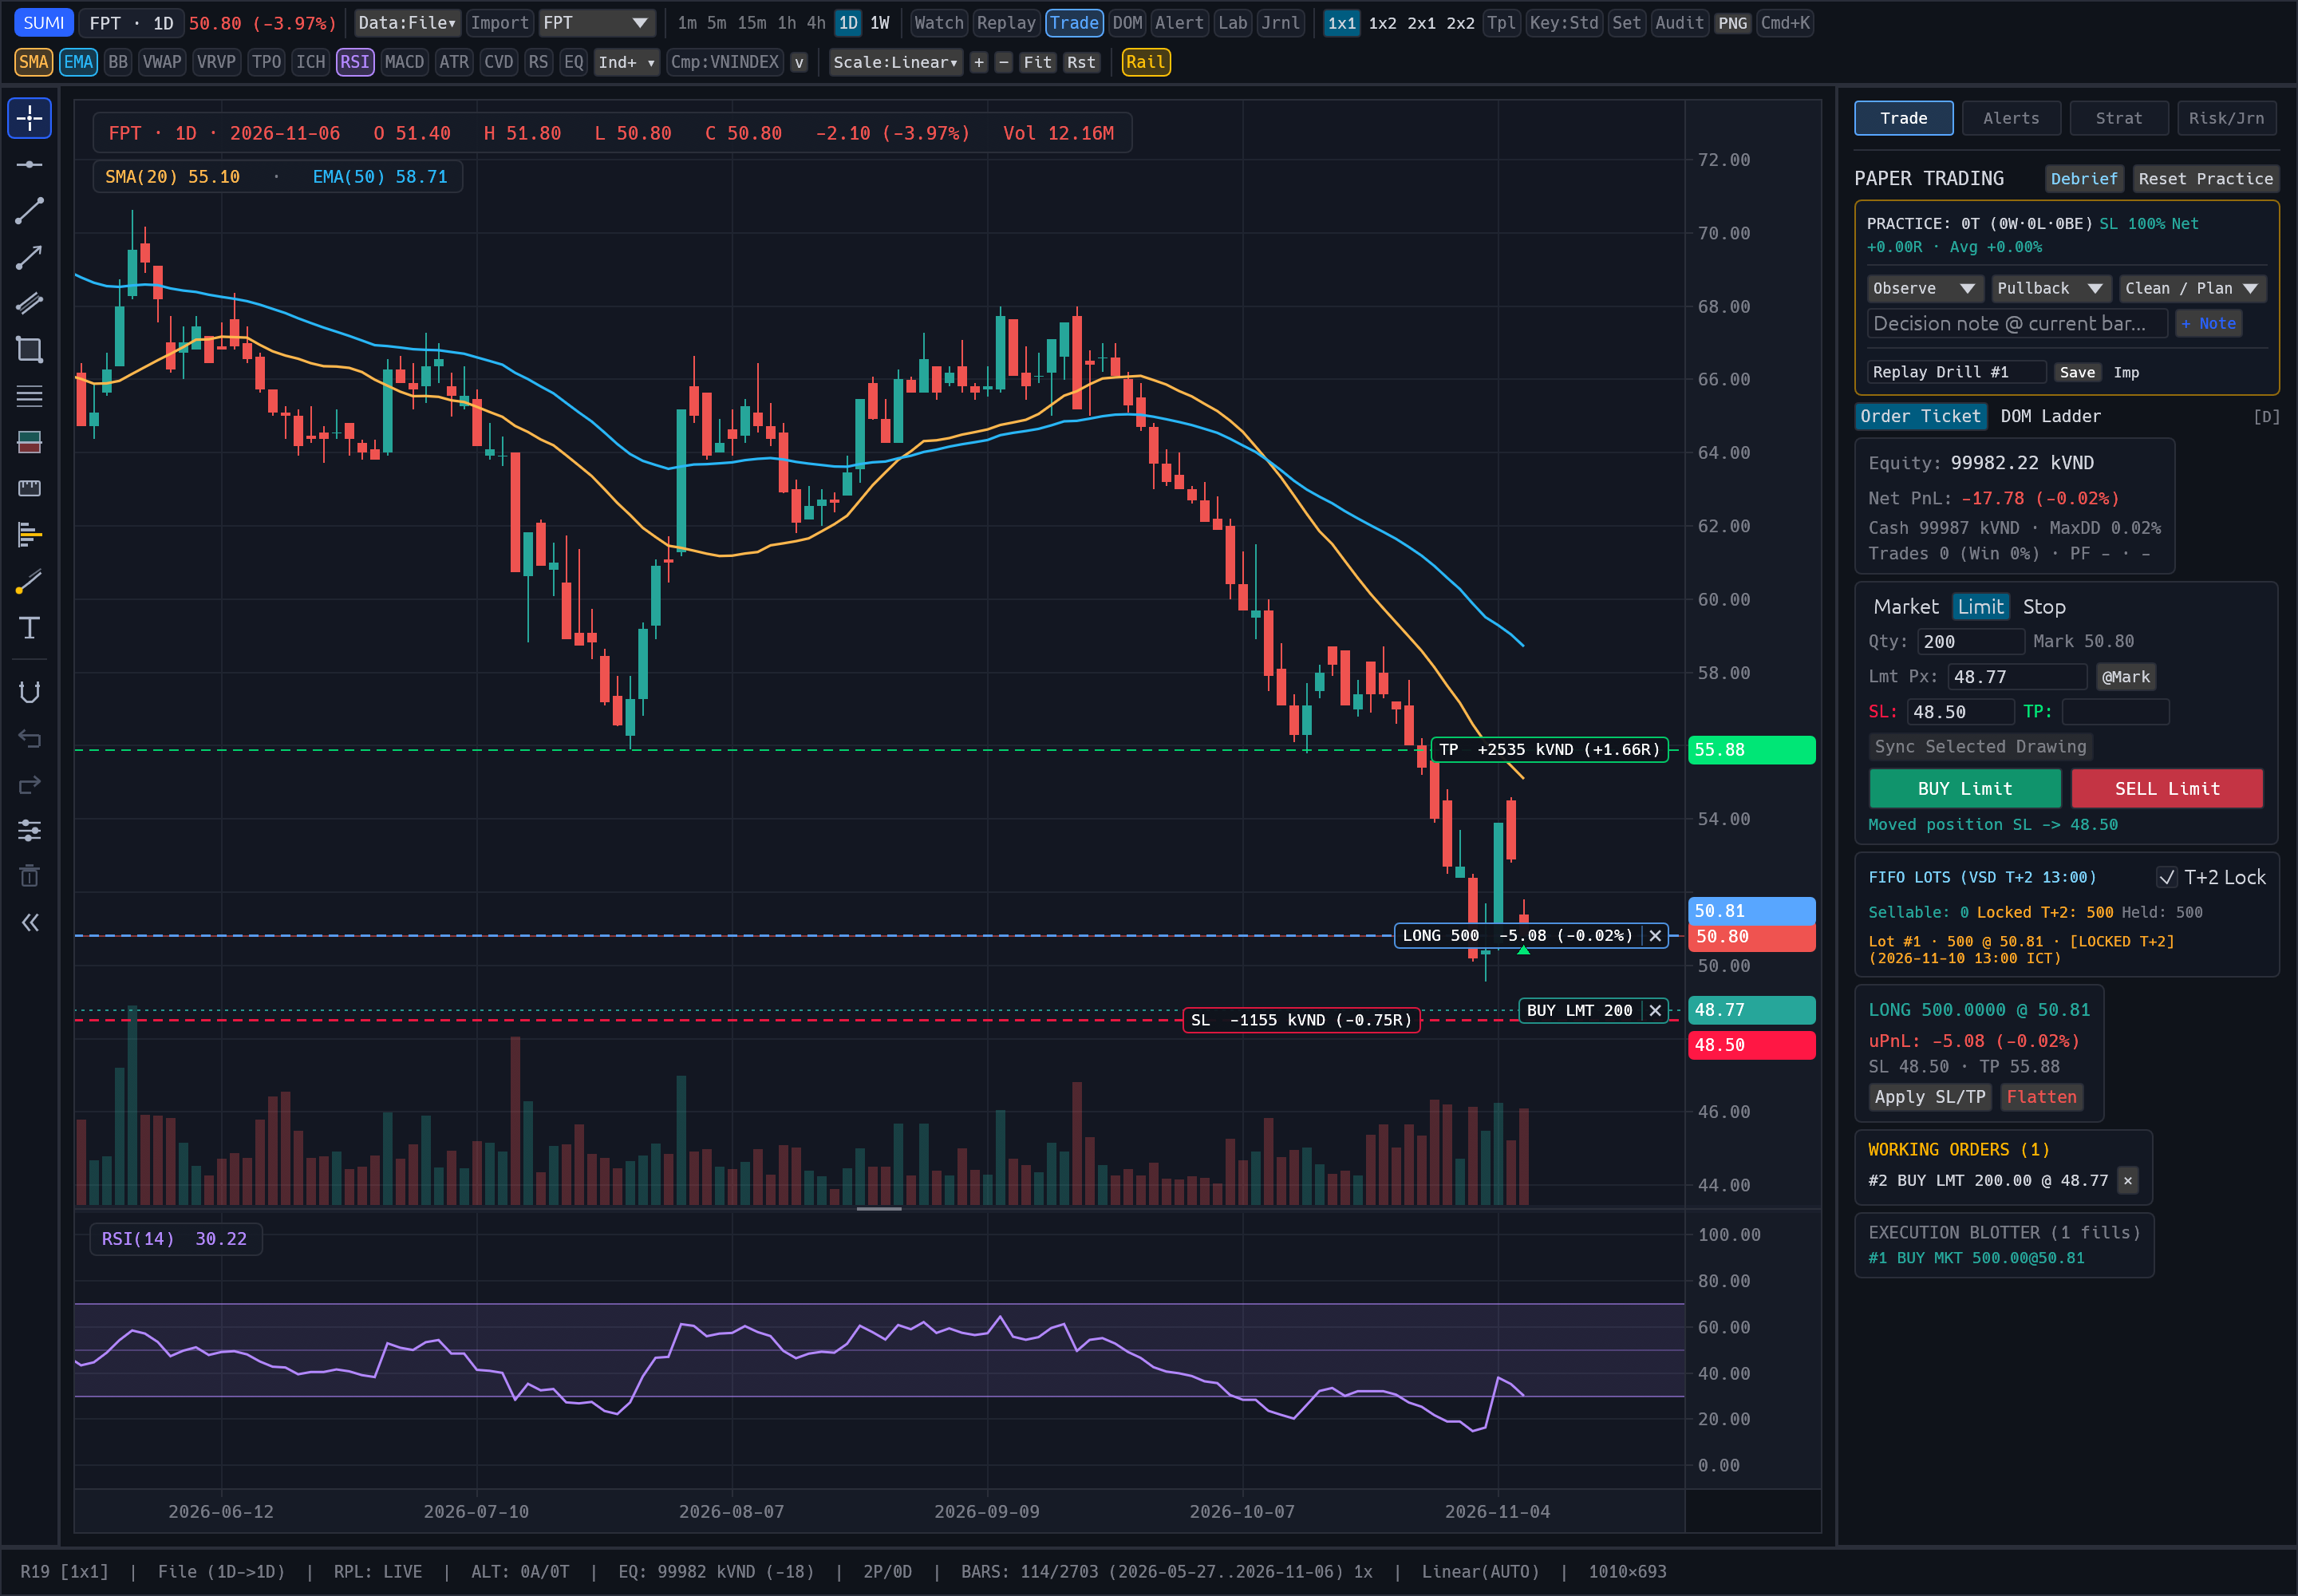 SUMI FPT · 1D 50.80 (-3.97%) Data:File▾ Import FPT 1m 5m 15m 1h 4h 1D 1W Watch Replay Trade DOM Alert Lab Jrnl 1x1 1x2 2x1 2x2 Tpl Key:Std Set Audit PNG Cmd+K
SMA EMA BB VWAP VRVP TPO ICH RSI MACD ATR CVD RS EQ Ind+ ▾ Cmp:VNINDEX v Scale:Linear▾ + − Fit Rst Rail
FPT · 1D · 2026-11-06 O 51.40 H 51.80 L 50.80 C 50.80 -2.10 (-3.97%) Vol 12.16M
SMA(20) 55.10 · EMA(50) 58.71
72.00
70.00
68.00
66.00
64.00
62.00
60.00
58.00
TP +2535 kVND (+1.66R) 55.88
54.00
50.81
LONG 500 -5.08 (-0.02%) ✕ 50.80
50.00
BUY LMT 200 ✕ 48.77
SL -1155 kVND (-0.75R)
48.50
46.00
44.00
RSI(14) 30.22
100.00
80.00
60.00
40.00
20.00
0.00
2026-06-12 2026-07-10 2026-08-07 2026-09-09 2026-10-07 2026-11-04
Trade Alerts Strat Risk/Jrn
PAPER TRADING Debrief Reset Practice
PRACTICE: 0T (0W·0L·0BE) SL 100% Net
+0.00R · Avg +0.00%
Observe Pullback Clean / Plan
Decision note @ current bar... + Note
Replay Drill #1 Save Imp
Order Ticket DOM Ladder [D]
Equity: 99982.22 kVND
Net PnL: -17.78 (-0.02%)
Cash 99987 kVND · MaxDD 0.02%
Trades 0 (Win 0%) · PF - · -
Market Limit Stop
Qty: 200 Mark 50.80
Lmt Px: 48.77 @Mark
SL: 48.50 TP:
Sync Selected Drawing
BUY Limit SELL Limit
Moved position SL -> 48.50
FIFO LOTS (VSD T+2 13:00) T+2 Lock
Sellable: 0 Locked T+2: 500 Held: 500
Lot #1 · 500 @ 50.81 · [LOCKED T+2]
(2026-11-10 13:00 ICT)
LONG 500.0000 @ 50.81
uPnL: -5.08 (-0.02%)
SL 48.50 · TP 55.88
Apply SL/TP Flatten
WORKING ORDERS (1)
#2 BUY LMT 200.00 @ 48.77 ×
EXECUTION BLOTTER (1 fills)
#1 BUY MKT 500.00@50.81
R19 [1x1] | File (1D->1D) | RPL: LIVE | ALT: 0A/0T | EQ: 99982 kVND (-18) | 2P/0D | BARS: 114/2703 (2026-05-27..2026-11-06) 1x | Linear(AUTO) | 1010×693